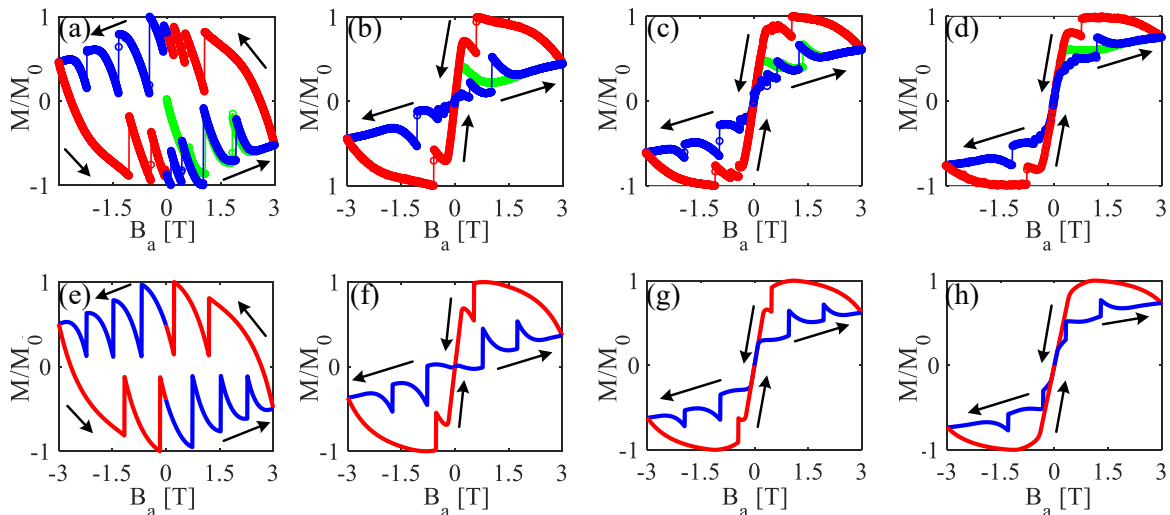 (a) (b) (c) (d)
1 1 1 1
M/M0 M/M0 M/M0 M/M0
0 0 0 0
-1 -1 -1 -1
-1.5 0 1.5 3 -3 -1.5 0 1.5 3 -1.5 0 1.5 3 -3 -1.5 0 1.5 3
Ba [T] Ba [T] Ba [T] Ba [T]
(e) (f) (g) (h)
1 1 1 1
M/M0 M/M0 M/M0 M/M0
0 0 0 0
-1 -1 -1 -1
-3 -1.5 0 1.5 3 -3 -1.5 0 1.5 3 -3 -1.5 0 1.5 3 -3 -1.5 0 1.5 3
Ba [T] Ba [T] Ba [T] Ba [T]